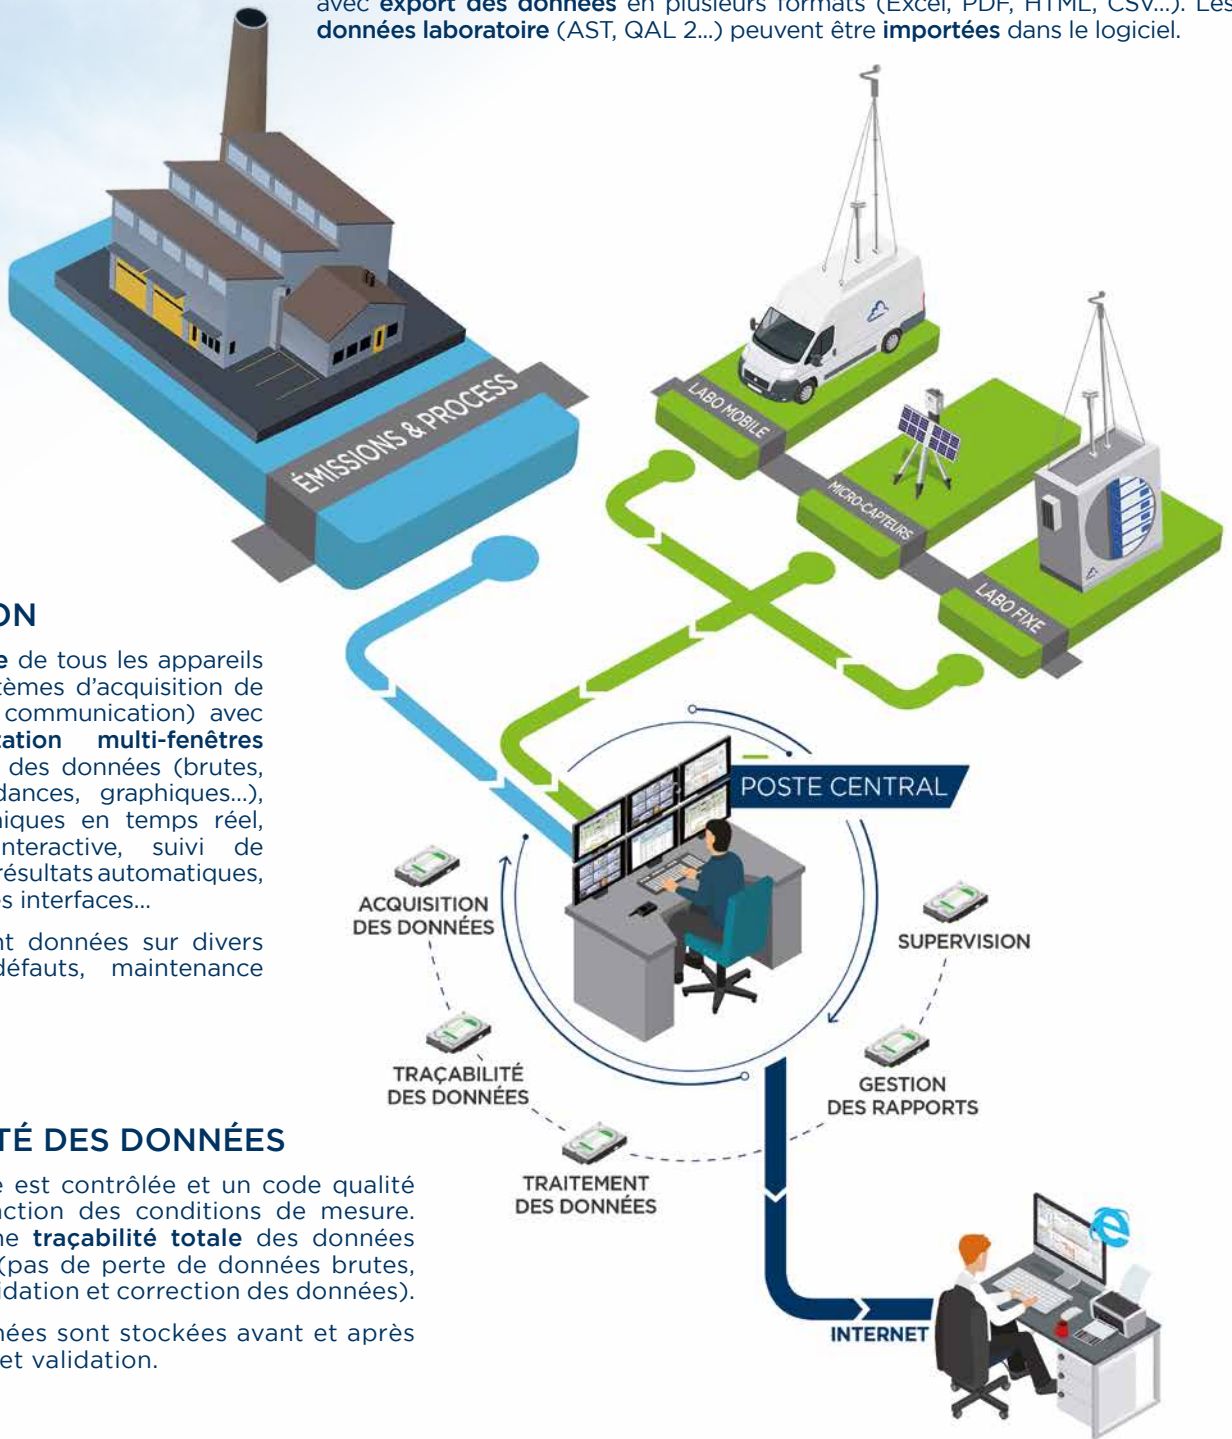 avec export des données en plusieurs formats (Excel, PDF, HTML, CSV...). Les
données laboratoire (AST, QAL 2...) peuvent être importées dans le logiciel.
ÉMISSIONS & PROCESS
LABO MOBILE
MICRO-CAPTEURS
LABO FIXE
ON
e de tous les appareils
tèmes d’acquisition de
communication) avec
tation multi-fenêtres
des données (brutes,
dances, graphiques...),
niques en temps réel,
nteractive, suivi de
résultats automatiques,
es interfaces...
nt données sur divers
défauts, maintenance
POSTE CENTRAL
ACQUISITION
DES DONNÉES
SUPERVISION
TRAÇABILITÉ
DES DONNÉES
GESTION
DES RAPPORTS
TRAITEMENT
DES DONNÉES
TÉ DES DONNÉES
e est contrôlée et un code qualité
nction des conditions de mesure.
ne traçabilité totale des données
(pas de perte de données brutes,
idation et correction des données).
nées sont stockées avant et après
et validation.
INTERNET